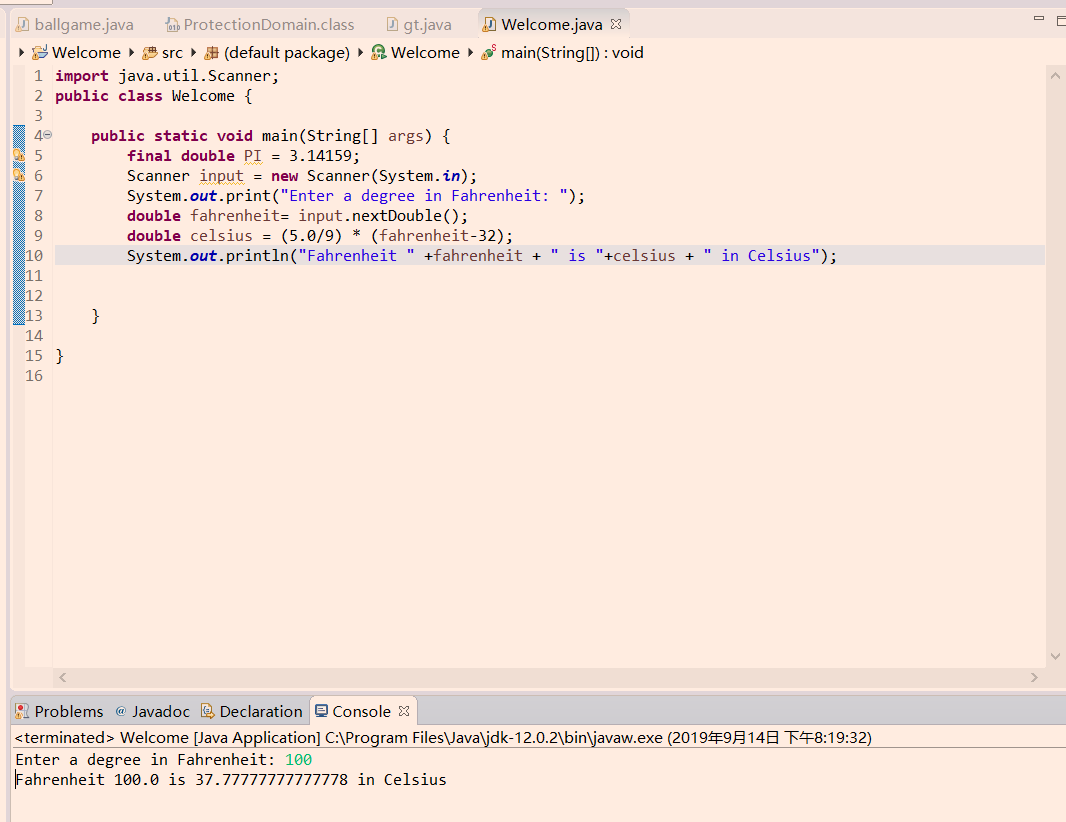 ballgame.java ProtectionDomain.class gt.java Welcome.java
Welcome src (default package) Welcome main(String[]) : void
1 import java.util.Scanner;
2 public class Welcome {
3
4 public static void main(String[] args) {
5 final double PI = 3.14159;
6 Scanner input = new Scanner(System.in);
7 System.out.print("Enter a degree in Fahrenheit: ");
8 double fahrenheit= input.nextDouble();
9 double celsius = (5.0/9) * (fahrenheit-32);
10 System.out.println("Fahrenheit " +fahrenheit + " is "+celsius + " in Celsius");
11
12
13 }
14
15 }
16
Problems @ Javadoc Declaration Console
<terminated> Welcome [Java Application] C:\Program Files\Java\jdk-12.0.2\bin\javaw.exe (2019年9月14日 下午8:19:32)
Enter a degree in Fahrenheit: 100
Fahrenheit 100.0 is 37.77777777777778 in Celsius